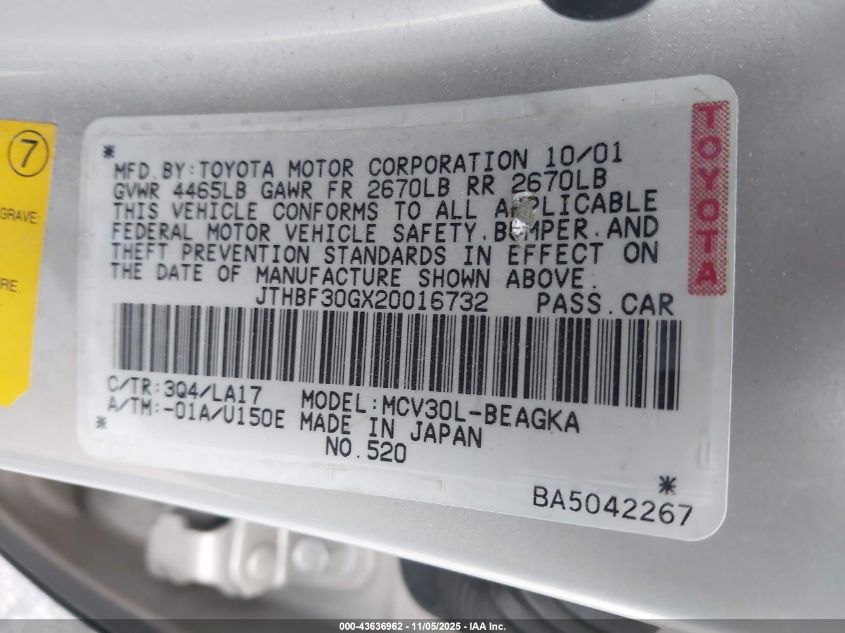 7
GRAVE:
RE.
*
MFD. BY: TOYOTA MOTOR CORPORATION 10/01
GVWR 4465LB GAWR FR 2670LB RR 2670LB
THIS VEHICLE CONFORMS TO ALL APPLICABLE
FEDERAL MOTOR VEHICLE SAFETY, BUMPER, AND
THEFT PREVENTION STANDARDS IN EFFECT ON
THE DATE OF MANUFACTURE SHOWN ABOVE.
JTHBF30GX20016732 PASS. CAR
C/TR: 3Q4/LA17 MODEL: MCV30L-BEAGKA
A/TM: -01A/U150E MADE IN JAPAN
* NO. 520 *
BA5042267
TOYOTA
000-43636962 - 11/05/2025 - IAA Inc.